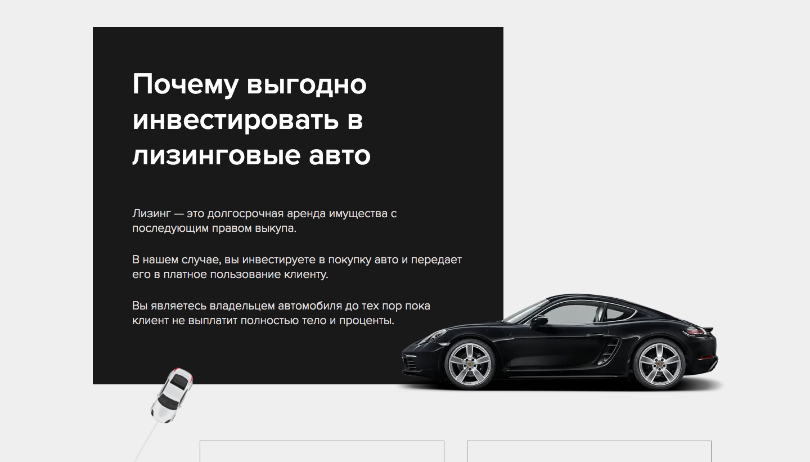 Почему выгодно
инвестировать в
лизинговые авто
Лизинг — это долгосрочная аренда имущества с
последующим правом выкупа.
В нашем случае, вы инвестируете в покупку авто и передает
его в платное пользование клиенту.
Вы являетесь владельцем автомобиля до тех пор пока
клиент не выплатит полностью тело и проценты.